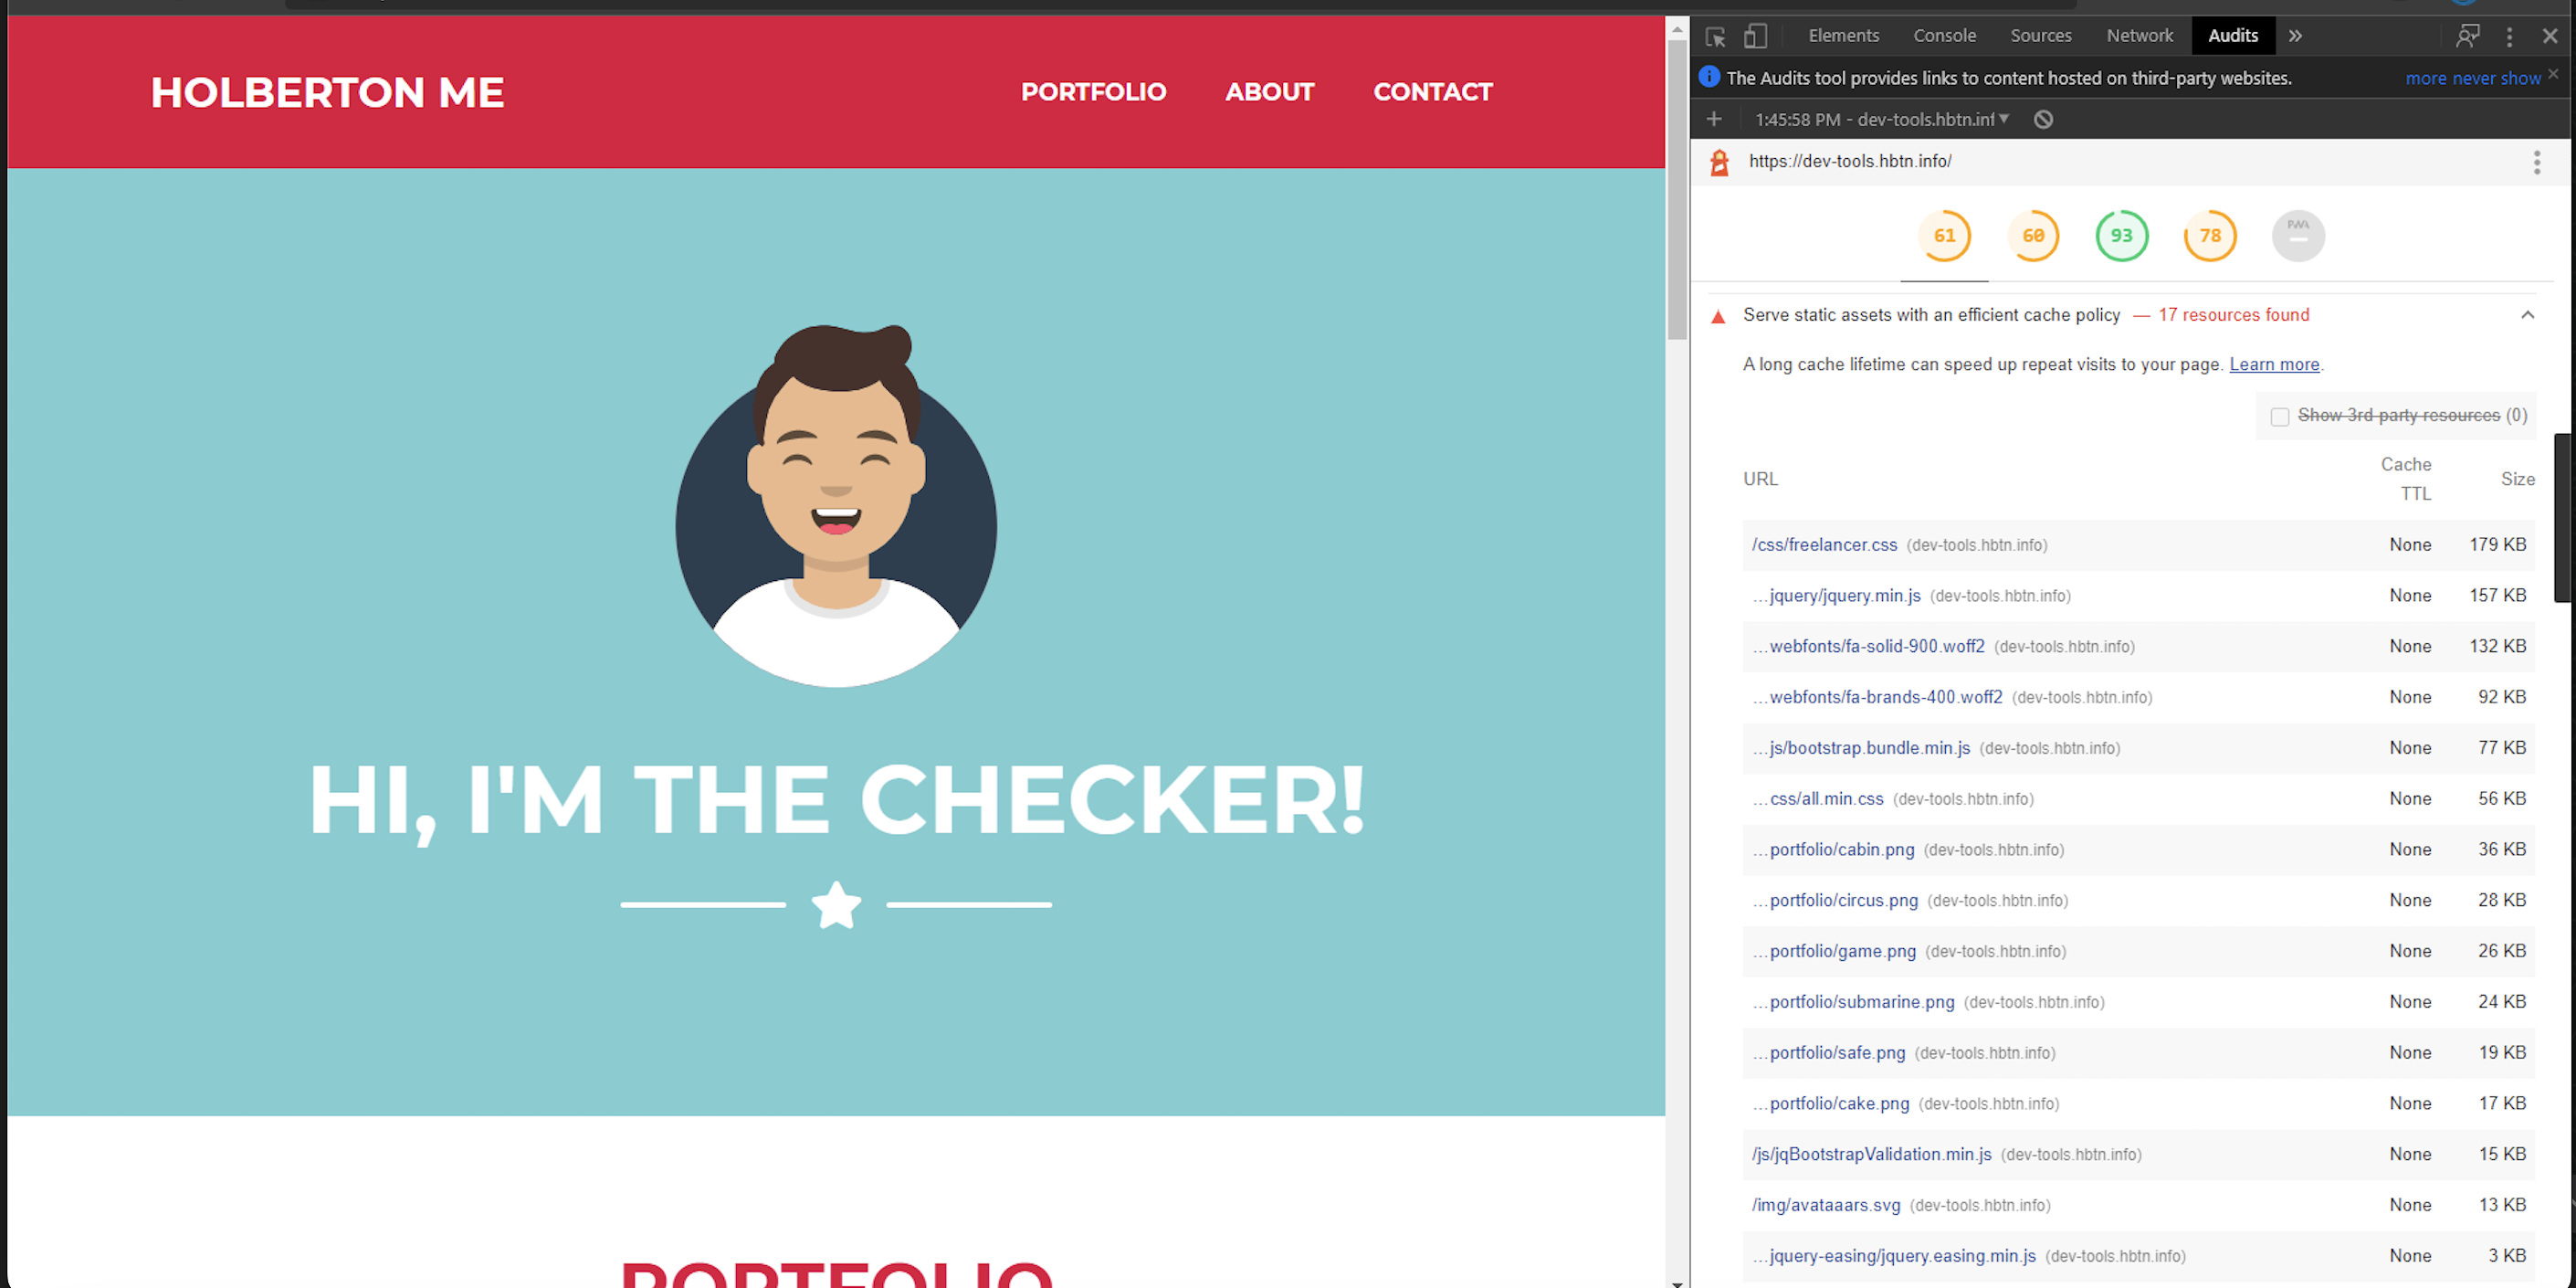 HOLBERTON ME
PORTFOLIO ABOUT CONTACT
HI, I'M THE CHECKER!
PORTFOLIO
Elements Console Sources Network Audits »
The Audits tool provides links to content hosted on third-party websites. more never show
1:45:58 PM - dev-tools.hbtn.inf
https://dev-tools.hbtn.info/
61 60 93 78 PWA
Serve static assets with an efficient cache policy — 17 resources found
A long cache lifetime can speed up repeat visits to your page. Learn more.
Show 3rd-party resources (0)
URL Cache TTL Size
/css/freelancer.css (dev-tools.hbtn.info) None 179 KB
…jquery/jquery.min.js (dev-tools.hbtn.info) None 157 KB
…webfonts/fa-solid-900.woff2 (dev-tools.hbtn.info) None 132 KB
…webfonts/fa-brands-400.woff2 (dev-tools.hbtn.info) None 92 KB
…js/bootstrap.bundle.min.js (dev-tools.hbtn.info) None 77 KB
…css/all.min.css (dev-tools.hbtn.info) None 56 KB
…portfolio/cabin.png (dev-tools.hbtn.info) None 36 KB
…portfolio/circus.png (dev-tools.hbtn.info) None 28 KB
…portfolio/game.png (dev-tools.hbtn.info) None 26 KB
…portfolio/submarine.png (dev-tools.hbtn.info) None 24 KB
…portfolio/safe.png (dev-tools.hbtn.info) None 19 KB
…portfolio/cake.png (dev-tools.hbtn.info) None 17 KB
/js/jqBootstrapValidation.min.js (dev-tools.hbtn.info) None 15 KB
/img/avataaars.svg (dev-tools.hbtn.info) None 13 KB
…jquery-easing/jquery.easing.min.js (dev-tools.hbtn.info) None 3 KB